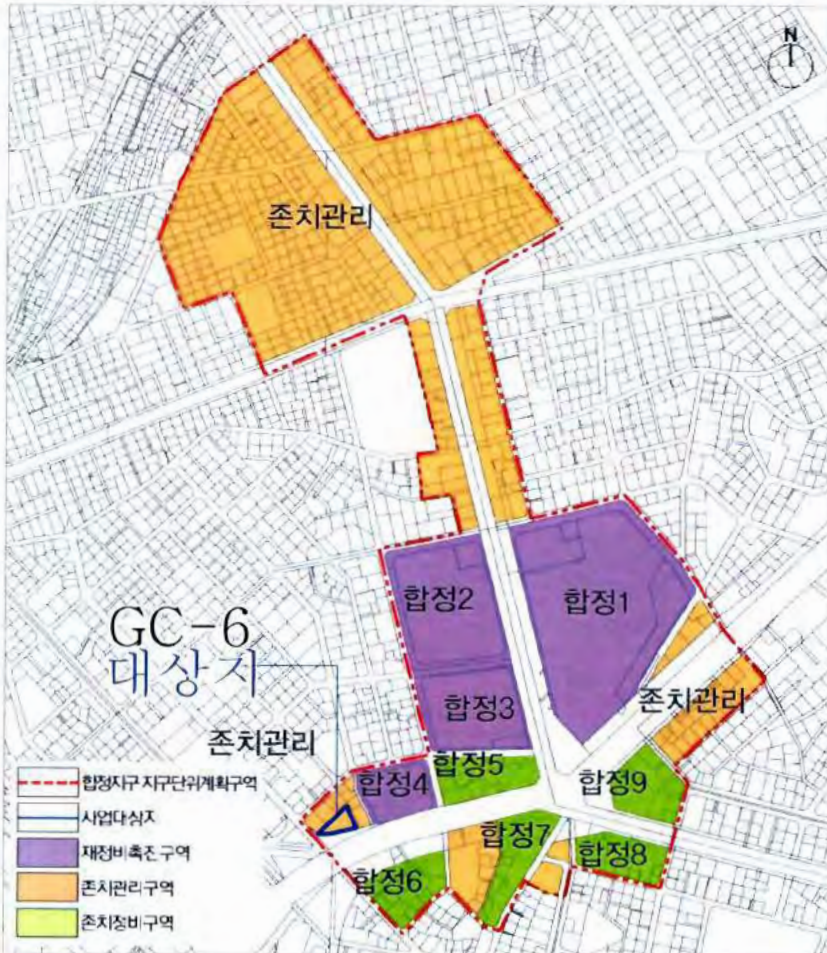 N
존치관리
합정2
합정1
GC-6
대상지
합정3
존치관리
존치관리
합정5
합정4
합정9
합정7
합정8
합정6
합정지구 지구단위계획구역
사업대상지
재정비촉진구역
존치관리구역
존치정비구역